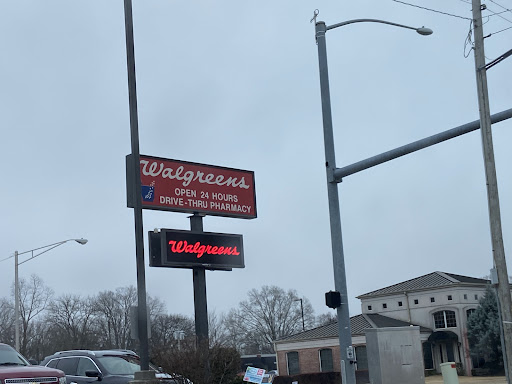 Walgreens
OPEN 24 HOURS
DRIVE-THRU PHARMACY
Walgreens